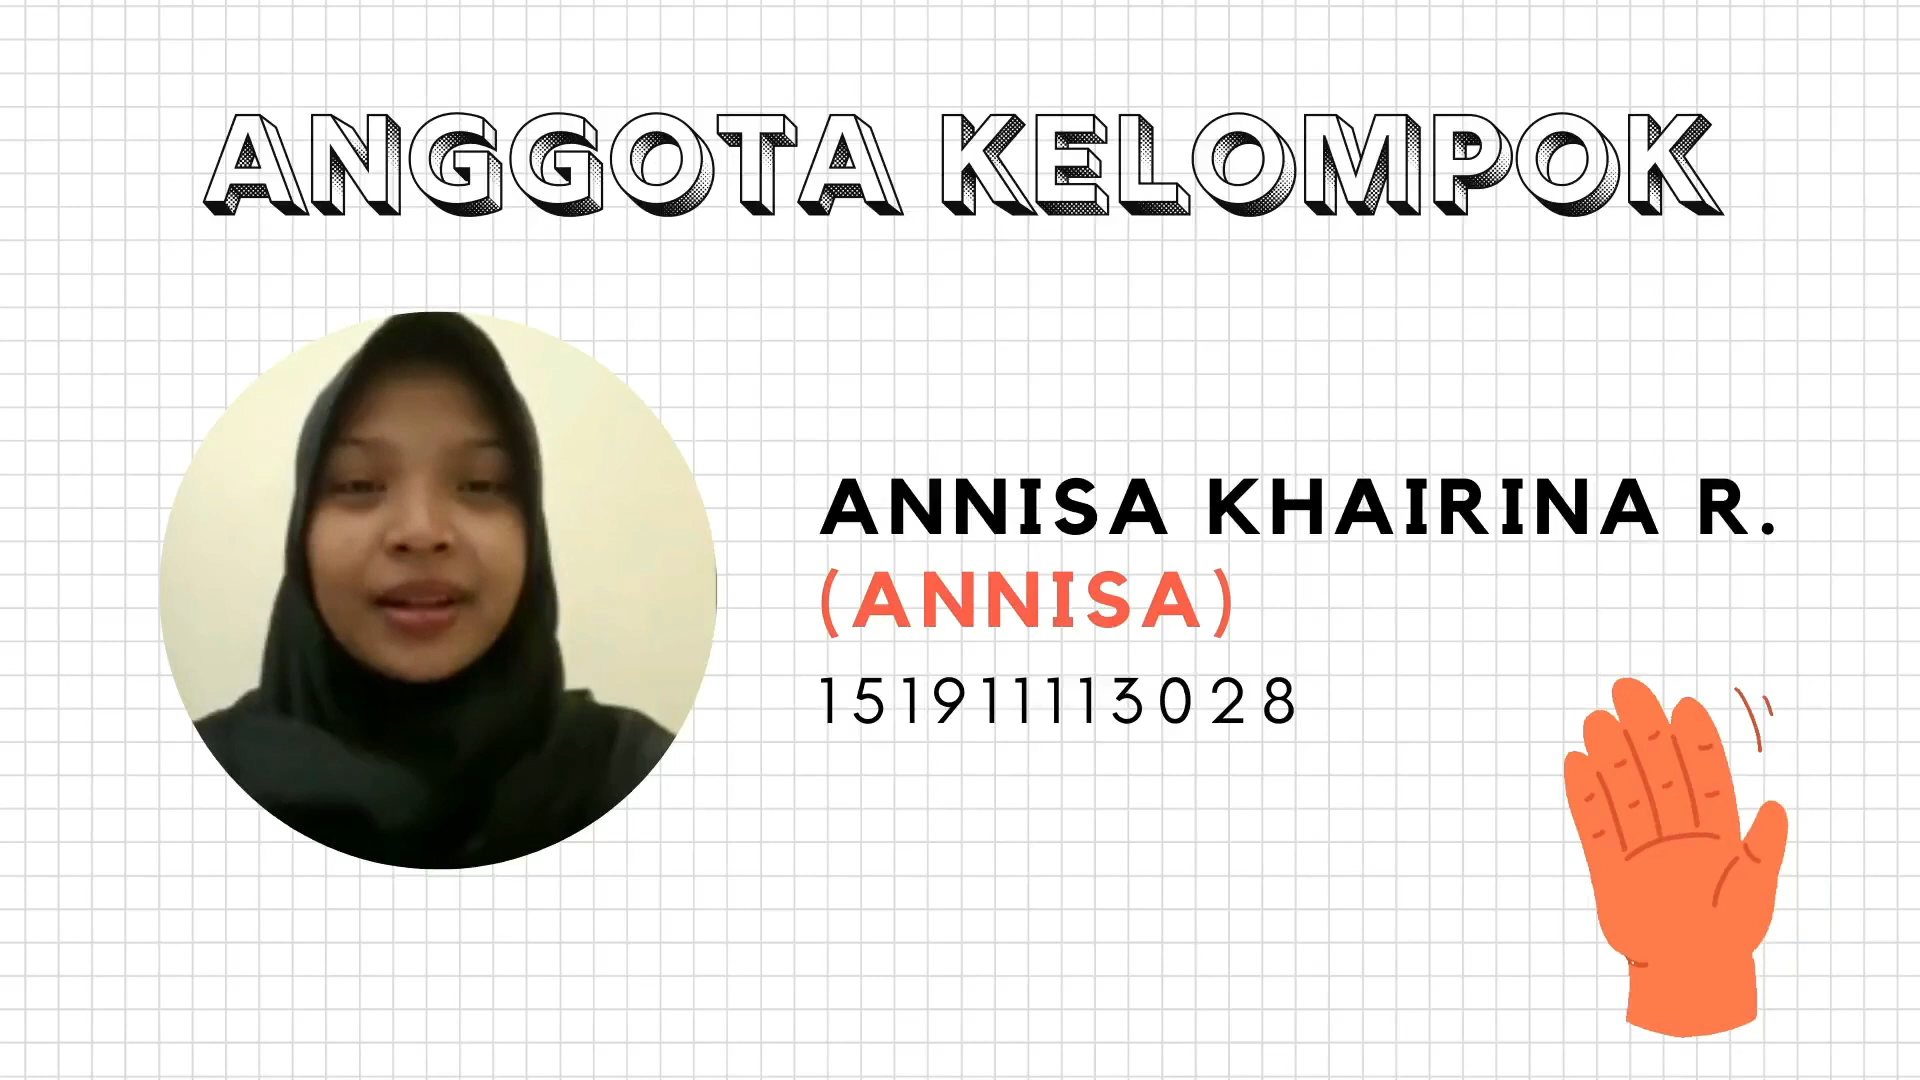 ANGGOTA KELOMPOK
ANNISA KHAIRINA R.
(ANNISA)
151911113028